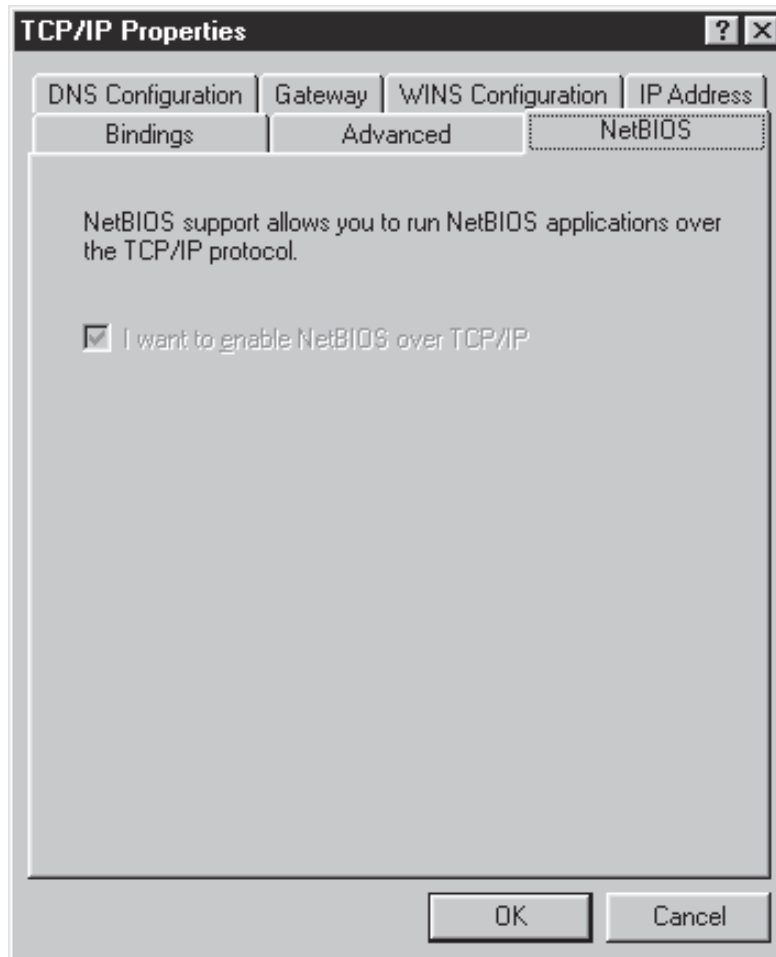 TCP/IP Properties
DNS Configuration Gateway WINS Configuration IP Address
Bindings Advanced NetBIOS
NetBIOS support allows you to run NetBIOS applications over
the TCP/IP protocol.
I want to enable NetBIOS over TCP/IP
OK Cancel